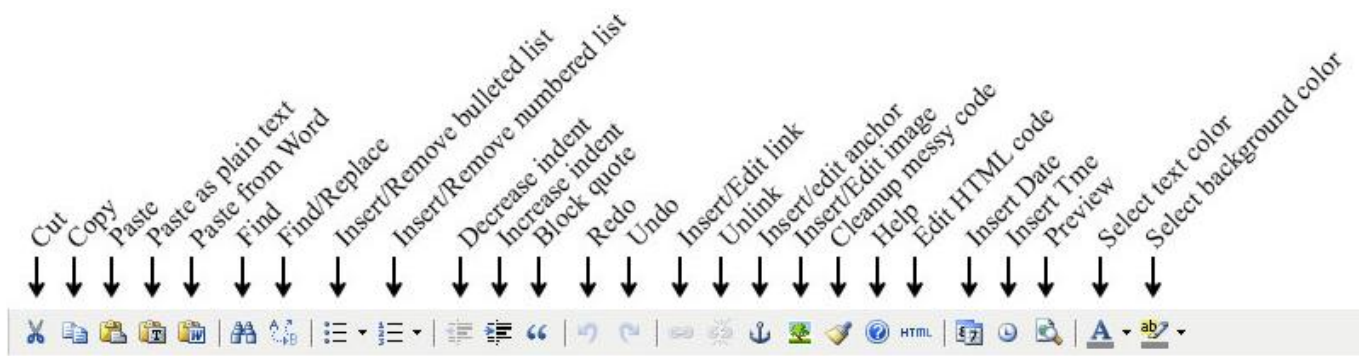 Cut
Copy
Paste
Paste as plain text
Paste from Word
Find
Find/Replace
Insert/Remove bulleted list
Insert/Remove numbered list
Decrease indent
Increase indent
Block quote
Redo
Undo
Insert/Edit link
Unlink
Insert/edit anchor
Insert/Edit image
Cleanup messy code
Help
Edit HTML code
Insert Date
Insert Tme
Preview
Select text color
Select background color
HTML